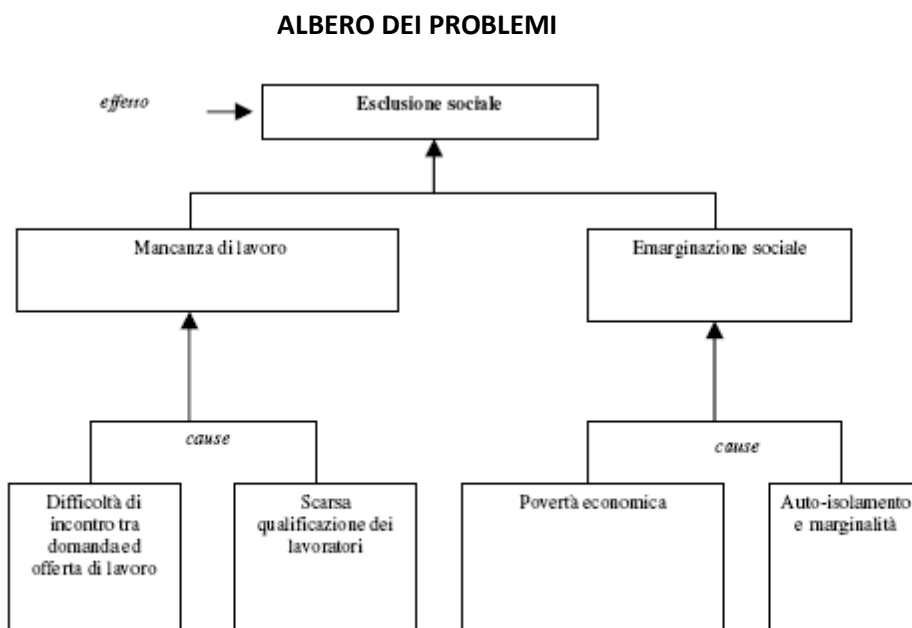 ALBERO DEI PROBLEMI
effetto
Esclusione sociale
Mancanza di lavoro
Emarginazione sociale
cause
cause
Difficoltà di
incontro tra
domanda ed
offerta di lavoro
Scarsa
qualificazione dei
lavoratori
Povertà economica
Auto-isolamento
e marginalità